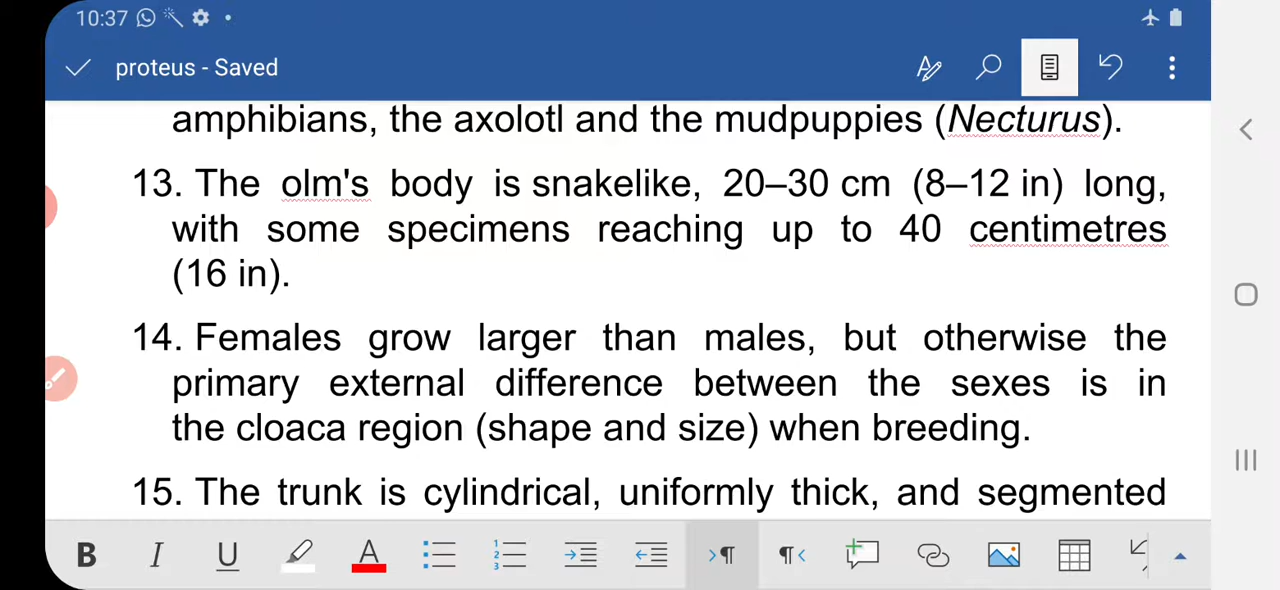 10:37
proteus - Saved
amphibians, the axolotl and the mudpuppies (Necturus).
13. The olm's body is snakelike, 20–30 cm (8–12 in) long,
with some specimens reaching up to 40 centimetres
(16 in).
14. Females grow larger than males, but otherwise the
primary external difference between the sexes is in
the cloaca region (shape and size) when breeding.
15. The trunk is cylindrical, uniformly thick, and segmented
B I U A